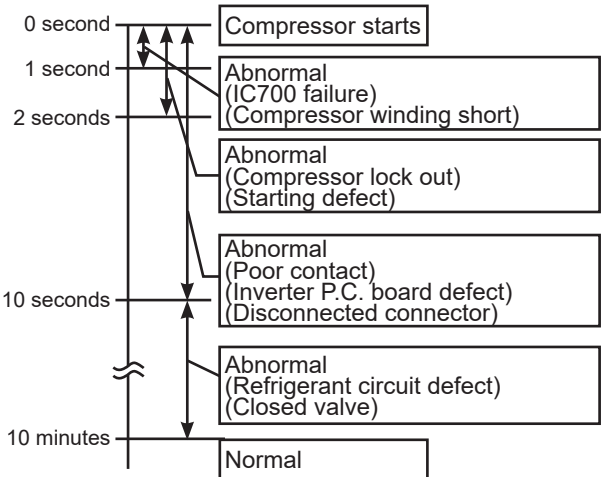 0 second
Compressor starts
1 second
Abnormal
(IC700 failure)
(Compressor winding short)
2 seconds
Abnormal
(Compressor lock out)
(Starting defect)
Abnormal
(Poor contact)
(Inverter P.C. board defect)
(Disconnected connector)
10 seconds
Abnormal
(Refrigerant circuit defect)
(Closed valve)
10 minutes
Normal